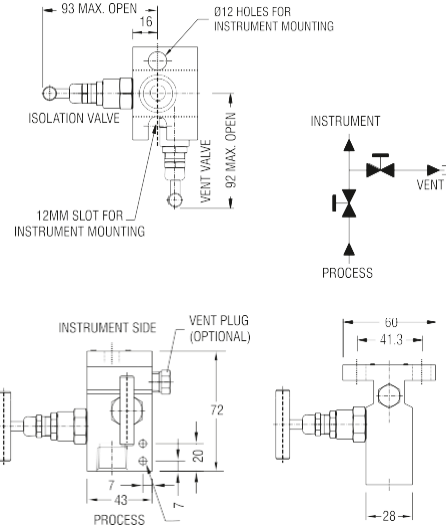 93 MAX. OPEN
16
Ø12 HOLES FOR
INSTRUMENT MOUNTING
ISOLATION VALVE
VENT VALVE
92 MAX. OPEN
12MM SLOT FOR
INSTRUMENT MOUNTING
INSTRUMENT
VENT
PROCESS
INSTRUMENT SIDE
VENT PLUG
(OPTIONAL)
72
20
7
43
7
PROCESS
60
41.3
28